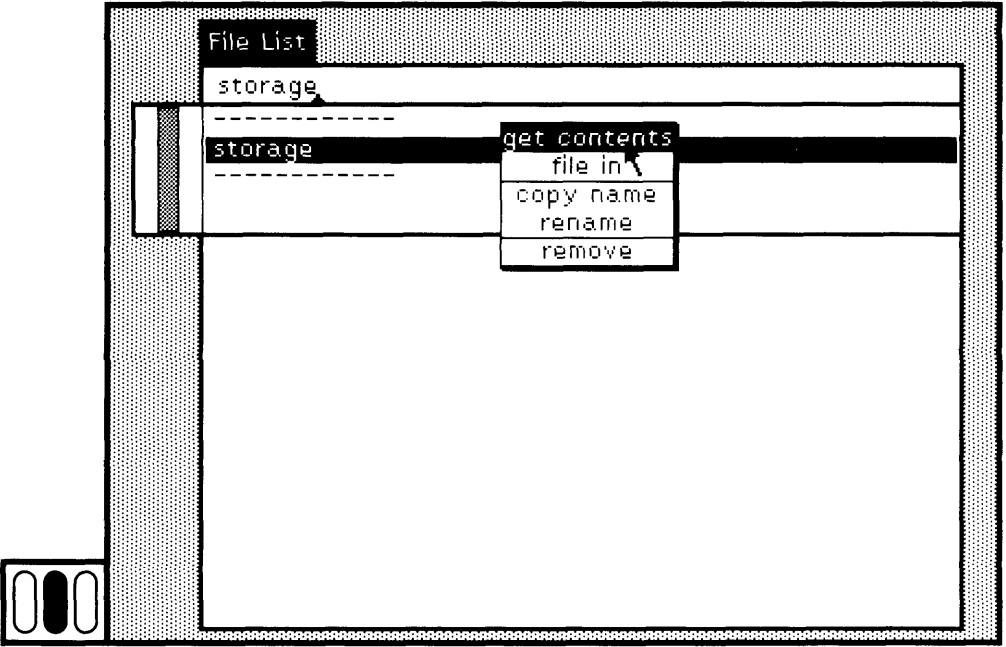 File List
storage
------------
storage
------------
get contents
file in
copy name
rename
remove